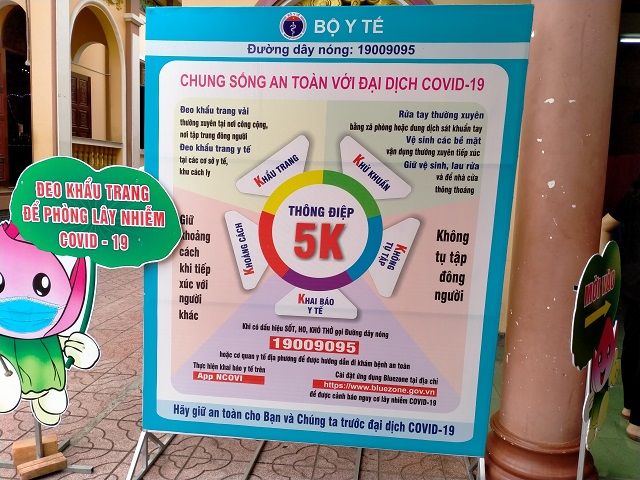 BỘ Y TẾ
Đường dây nóng: 19009095
CHUNG SỐNG AN TOÀN VỚI ĐẠI DỊCH COVID-19
Đeo khẩu trang vải
thường xuyên tại nơi công cộng,
nơi tập trung đông người
Đeo khẩu trang y tế
tại các cơ sở y tế,
khu cách ly
KHẨU TRANG
KHỬ KHUẨN
Rửa tay thường xuyên
bằng xà phòng hoặc dung dịch sát khuẩn tay
Vệ sinh các bề mặt
vận dụng thường xuyên tiếp xúc
Giữ vệ sinh, lau rửa
và để nhà cửa
thông thoáng
Giữ
khoảng
cách
khi tiếp
xúc với
người
khác
KHOẢNG CÁCH
THÔNG ĐIỆP
5K
KHÔNG
TỤ TẬP
Không
tụ tập
đông
người
KHAI BÁO
Y TẾ
Khi có dấu hiệu SỐT, HO, KHÓ THỞ gọi Đường dây nóng
19009095
hoặc cơ quan y tế địa phương để được hướng dẫn đi khám bệnh an toàn
Thực hiện khai báo y tế trên
App NCOVI
Cài đặt ứng dụng Bluezone tại địa chỉ
https://www.bluezone.gov.vn
để được cảnh báo nguy cơ lây nhiễm COVID-19
Hãy giữ an toàn cho Bạn và Chúng ta trước đại dịch COVID-19
ĐEO KHẨU TRANG
ĐỂ PHÒNG LÂY NHIỄM
COVID - 19
MỜI VÀO